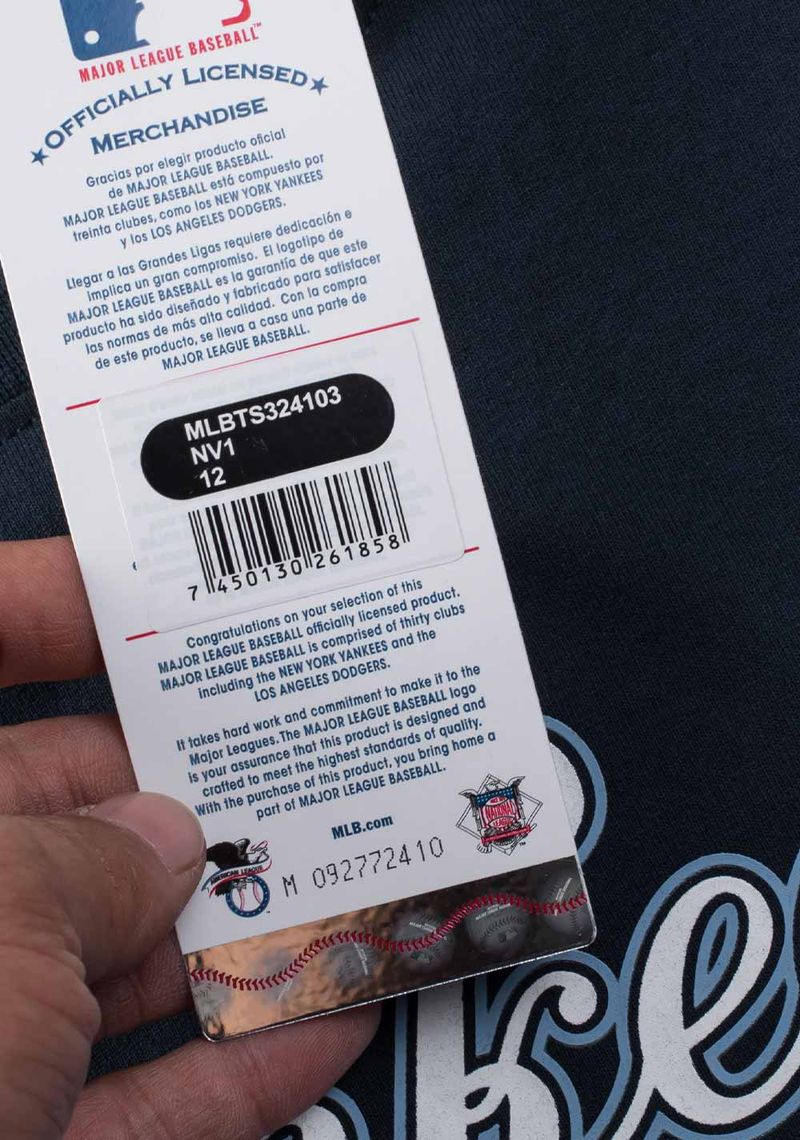 MAJOR LEAGUE BASEBALL™
★ OFFICIALLY LICENSED ★
MERCHANDISE
Gracias por elegir producto oficial
de MAJOR LEAGUE BASEBALL.
MAJOR LEAGUE BASEBALL está compuesto por
treinta clubes, como los NEW YORK YANKEES
y los LOS ANGELES DODGERS.
Llegar a las Grandes Ligas requiere dedicación e
implica un gran compromiso. El logotipo de
MAJOR LEAGUE BASEBALL es la garantía de que este
producto ha sido diseñado y fabricado para satisfacer
las normas de más alta calidad. Con la compra
de este producto, se lleva a casa una parte de
MAJOR LEAGUE BASEBALL.
MLBTS324103
NV1
12
7 450130 261858
Congratulations on your selection of this
MAJOR LEAGUE BASEBALL officially licensed product.
MAJOR LEAGUE BASEBALL is comprised of thirty clubs
including the NEW YORK YANKEES and the
LOS ANGELES DODGERS.
It takes hard work and commitment to make it to the
Major Leagues. The MAJOR LEAGUE BASEBALL logo
is your assurance that this product is designed and
crafted to meet the highest standards of quality.
With the purchase of this product, you bring home a
part of MAJOR LEAGUE BASEBALL.
MLB.com
NATIONAL
LEAGUE
AMERICAN LEAGUE
M 092772410
ke